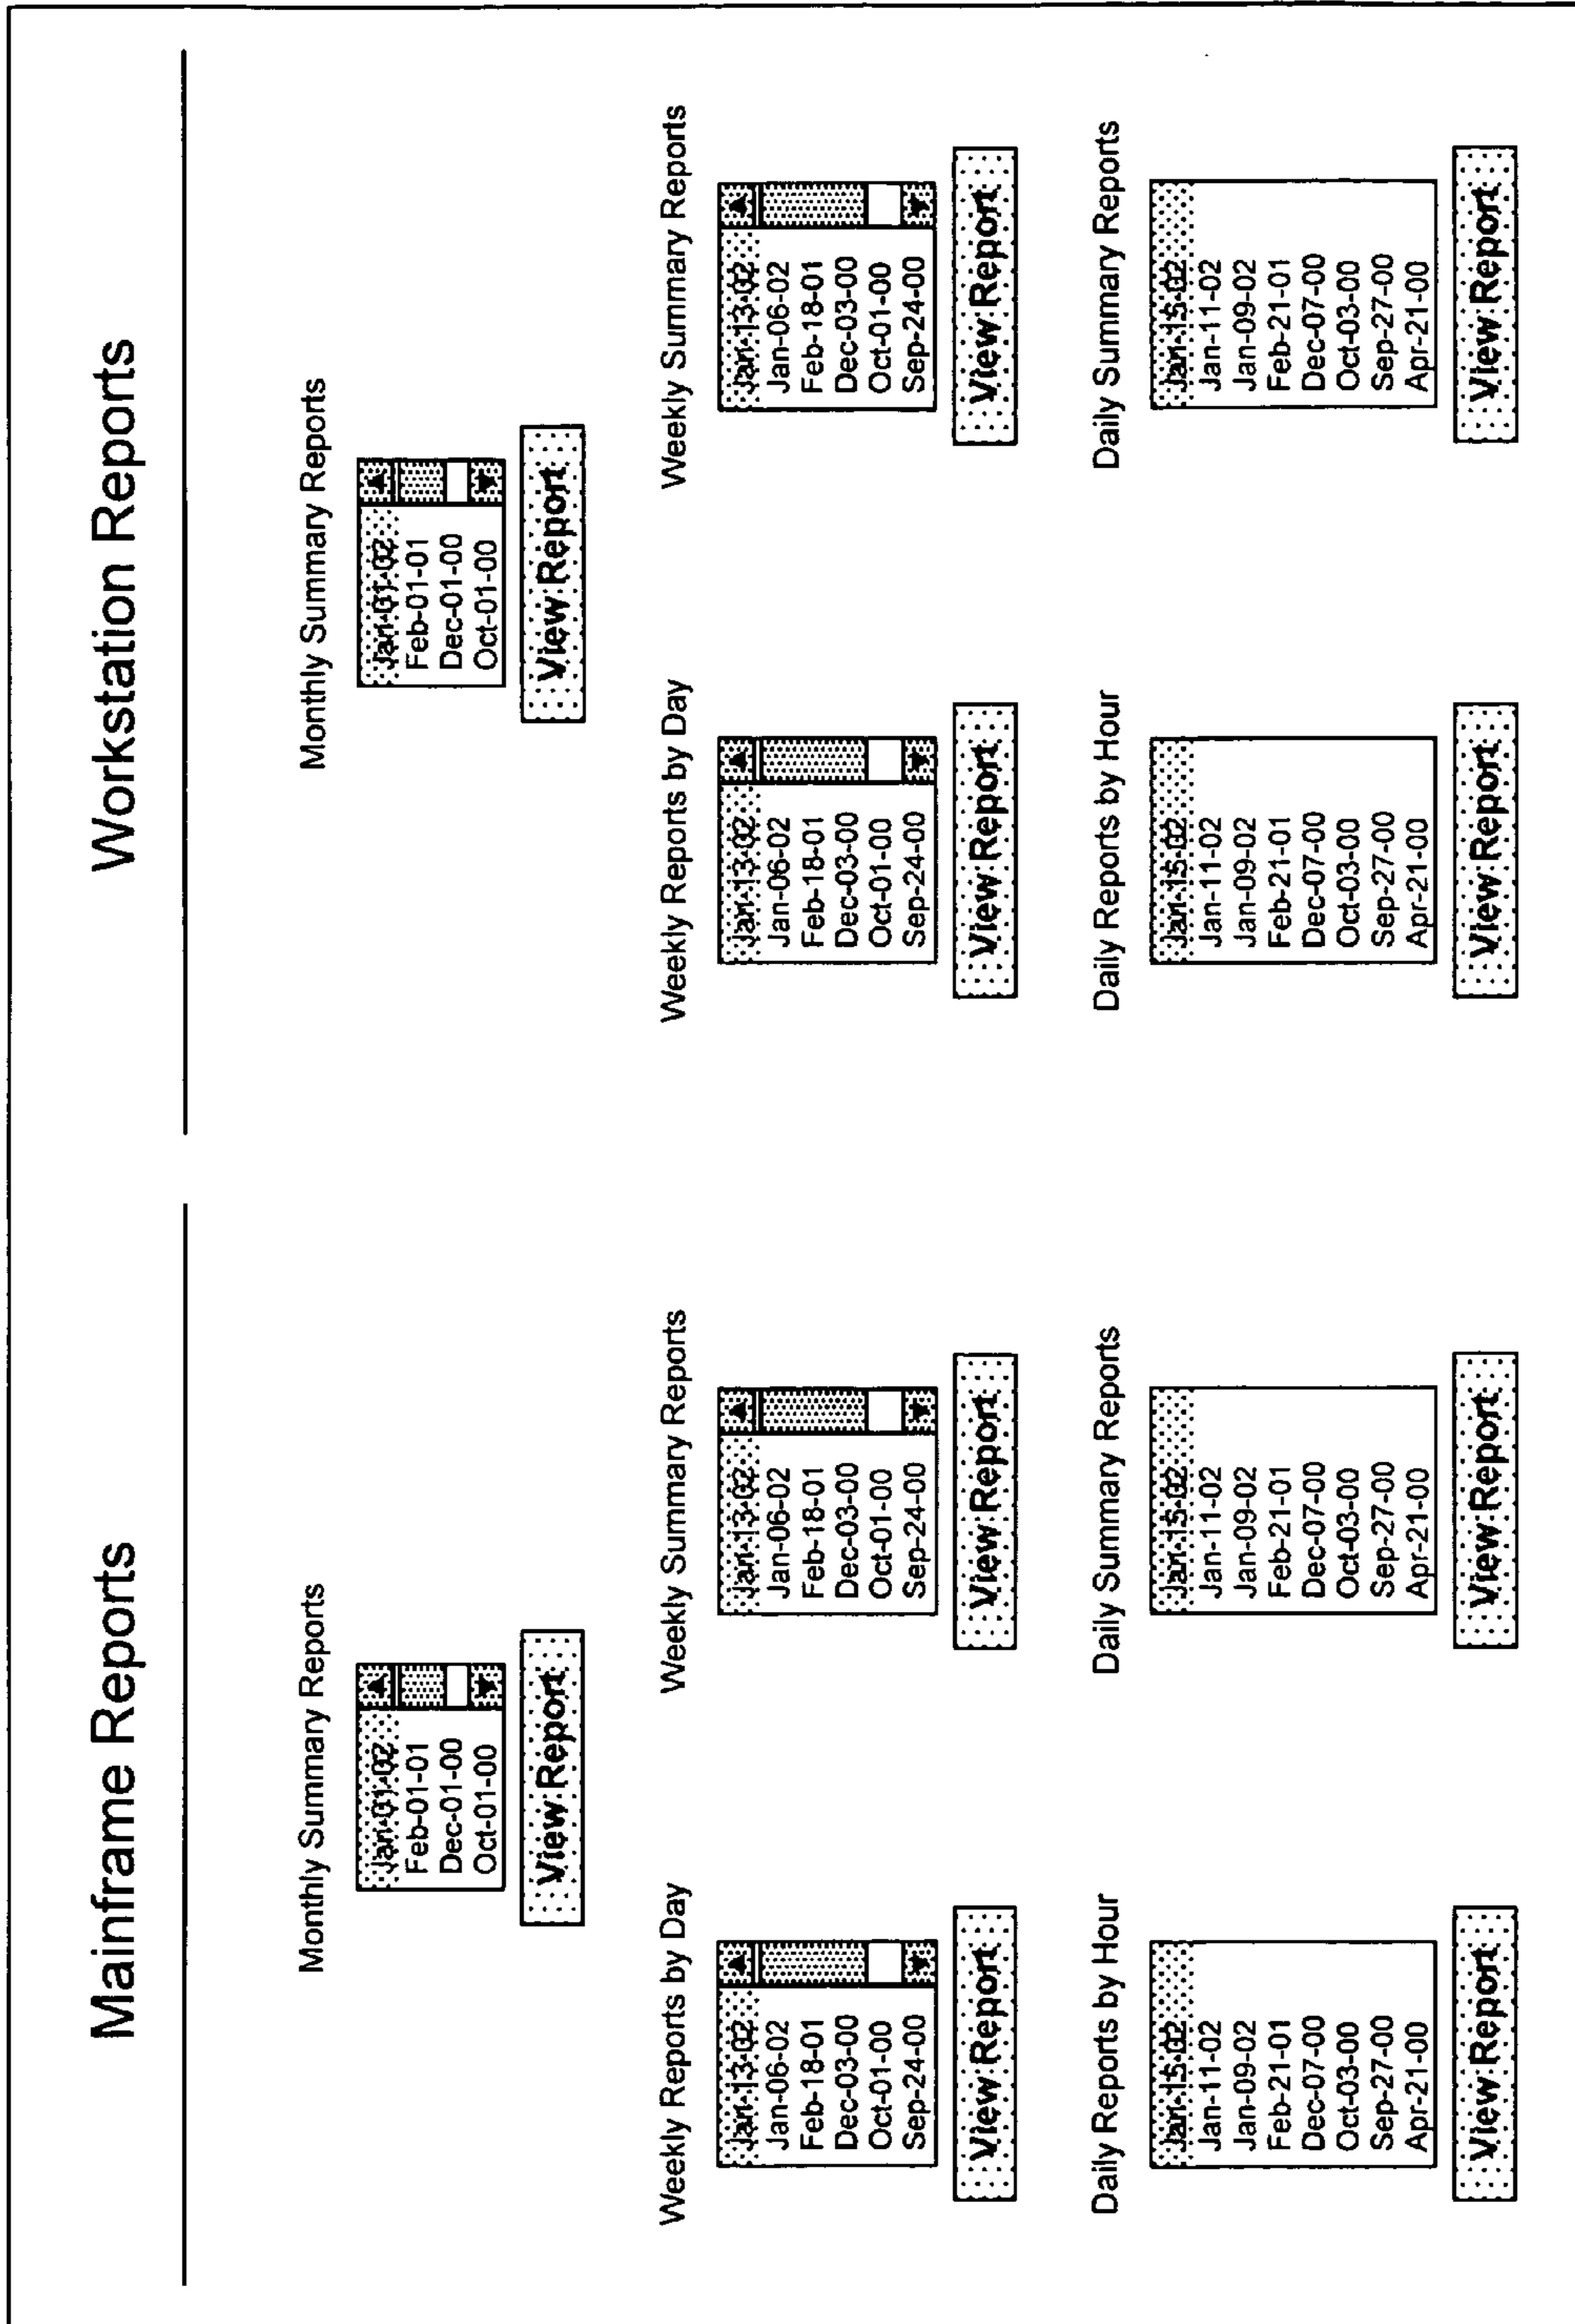 Mainframe Reports
Monthly Summary Reports
Jan-01-02
Feb-01-01
Dec-01-00
Oct-01-00
View Report
Weekly Reports by Day
Jan-13-02
Jan-06-02
Feb-18-01
Dec-03-00
Oct-01-00
Sep-24-00
View Report
Weekly Summary Reports
Jan-13-02
Jan-06-02
Feb-18-01
Dec-03-00
Oct-01-00
Sep-24-00
View Report
Daily Reports by Hour
Jan-15-02
Jan-11-02
Jan-09-02
Feb-21-01
Dec-07-00
Oct-03-00
Sep-27-00
Apr-21-00
View Report
Daily Summary Reports
Jan-15-02
Jan-11-02
Jan-09-02
Feb-21-01
Dec-07-00
Oct-03-00
Sep-27-00
Apr-21-00
View Report
Workstation Reports
Monthly Summary Reports
Jan-01-02
Feb-01-01
Dec-01-00
Oct-01-00
View Report
Weekly Reports by Day
Jan-13-02
Jan-06-02
Feb-18-01
Dec-03-00
Oct-01-00
Sep-24-00
View Report
Weekly Summary Reports
Jan-13-02
Jan-06-02
Feb-18-01
Dec-03-00
Oct-01-00
Sep-24-00
View Report
Daily Reports by Hour
Jan-15-02
Jan-11-02
Jan-09-02
Feb-21-01
Dec-07-00
Oct-03-00
Sep-27-00
Apr-21-00
View Report
Daily Summary Reports
Jan-15-02
Jan-11-02
Jan-09-02
Feb-21-01
Dec-07-00
Oct-03-00
Sep-27-00
Apr-21-00
View Report